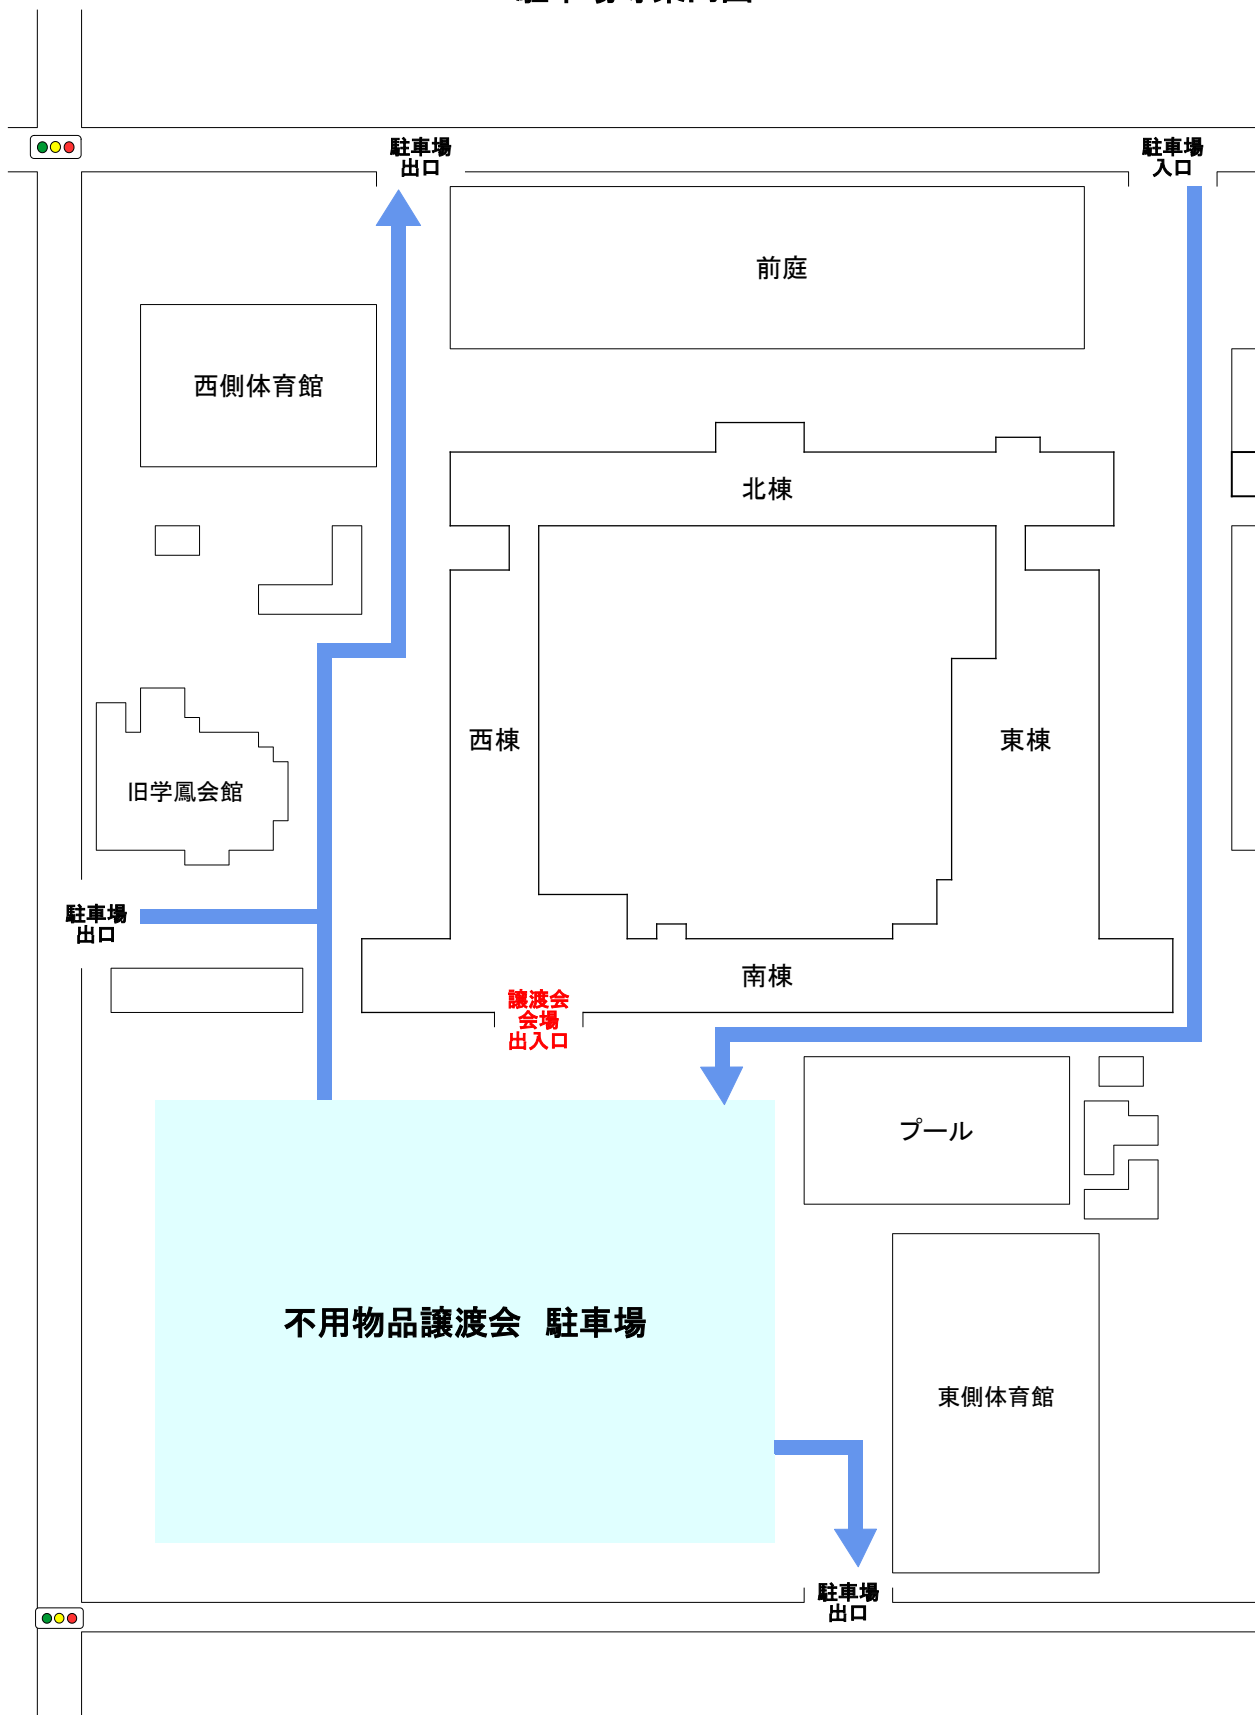 駐車場
出口
駐車場
入口
前庭
西側体育館
北棟
西棟
東棟
旧学鳳会館
駐車場
出口
南棟
譲渡会
会場
出入口
プール
不用物品譲渡会　駐車場
東側体育館
駐車場
出口